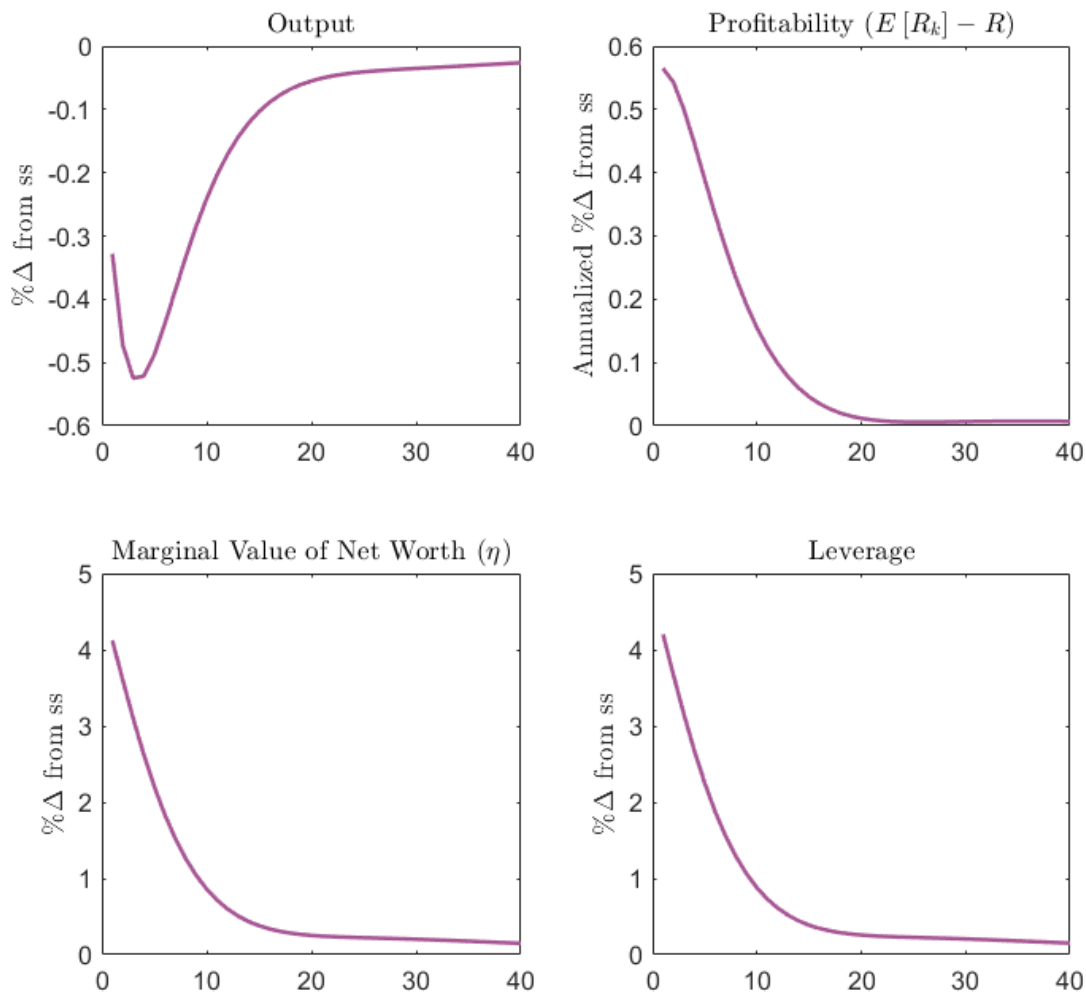 Output
%Δ from ss
0
-0.1
-0.2
-0.3
-0.4
-0.5
-0.6
0 10 20 30 40
Profitability (E [R_k] − R)
Annualized %Δ from ss
0.6
0.5
0.4
0.3
0.2
0.1
0
0 10 20 30 40
Marginal Value of Net Worth (η)
%Δ from ss
5
4
3
2
1
0
0 10 20 30 40
Leverage
%Δ from ss
5
4
3
2
1
0
0 10 20 30 40